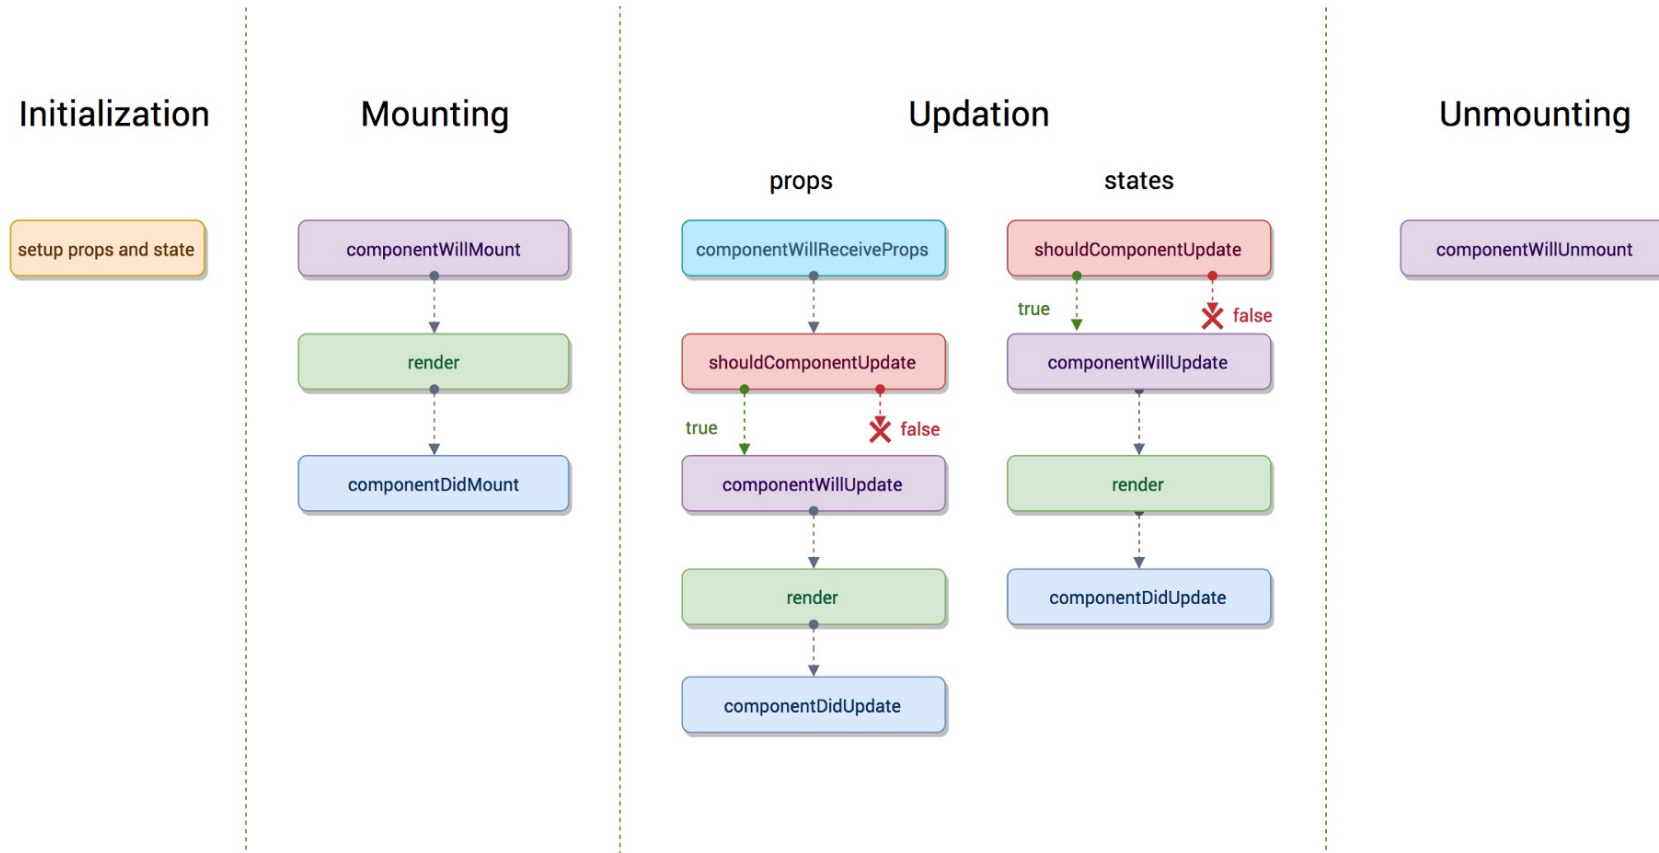 Initialization
Mounting
Updation
Unmounting
props
states
setup props and state
componentWillMount
componentWillReceiveProps
shouldComponentUpdate
componentWillUnmount
true
false
render
shouldComponentUpdate
componentWillUpdate
true
false
componentDidMount
componentWillUpdate
render
render
componentDidUpdate
componentDidUpdate